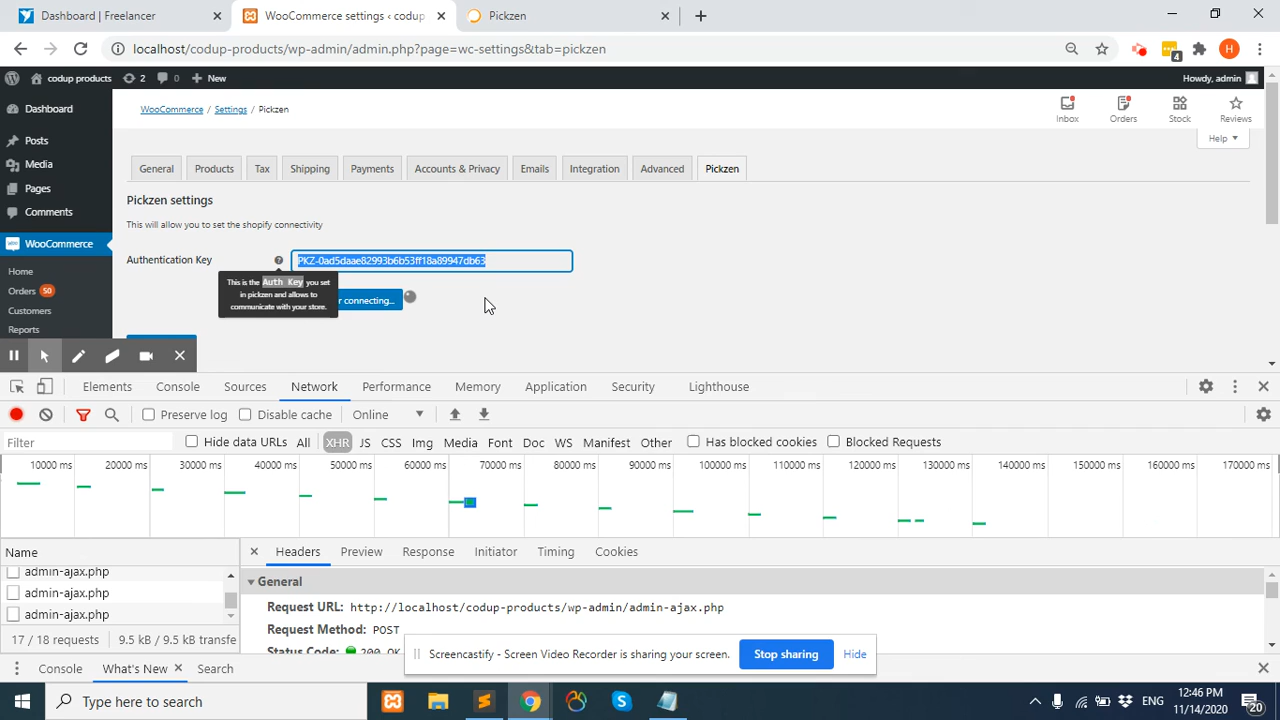 Dashboard | Freelancer
WooCommerce settings ‹ codup
Pickzen
localhost/codup-products/wp-admin/admin.php?page=wc-settings&tab=pickzen
4
H
codup products
2
0
New
Howdy, admin
Dashboard
Posts
Media
Pages
Comments
WooCommerce
Home
Orders 50
Customers
Reports
WooCommerce / Settings / Pickzen
Inbox
Orders
Stock
Reviews
Help
General
Products
Tax
Shipping
Payments
Accounts & Privacy
Emails
Integration
Advanced
Pickzen
Pickzen settings
This will allow you to set the shopify connectivity
Authentication Key
PKZ-0ad5daae82993b6b53ff18a89947db63
This is the Auth Key you set
in pickzen and allows to
communicate with your store.
r connecting...
Elements
Console
Sources
Network
Performance
Memory
Application
Security
Lighthouse
Preserve log
Disable cache
Online
Filter
Hide data URLs
All
XHR
JS
CSS
Img
Media
Font
Doc
WS
Manifest
Other
Has blocked cookies
Blocked Requests
10000 ms
20000 ms
30000 ms
40000 ms
50000 ms
60000 ms
70000 ms
80000 ms
90000 ms
100000 ms
110000 ms
120000 ms
130000 ms
140000 ms
150000 ms
160000 ms
170000 ms
Name
admin-ajax.php
admin-ajax.php
admin-ajax.php
17 / 18 requests
9.5 kB / 9.5 kB transfe
Headers
Preview
Response
Initiator
Timing
Cookies
General
Request URL: http://localhost/codup-products/wp-admin/admin-ajax.php
Request Method: POST
Status Code: 200 OK
Screencastify - Screen Video Recorder is sharing your screen.
Stop sharing
Hide
Console
What's New
Search
Type here to search
ENG
12:46 PM
11/14/2020
20